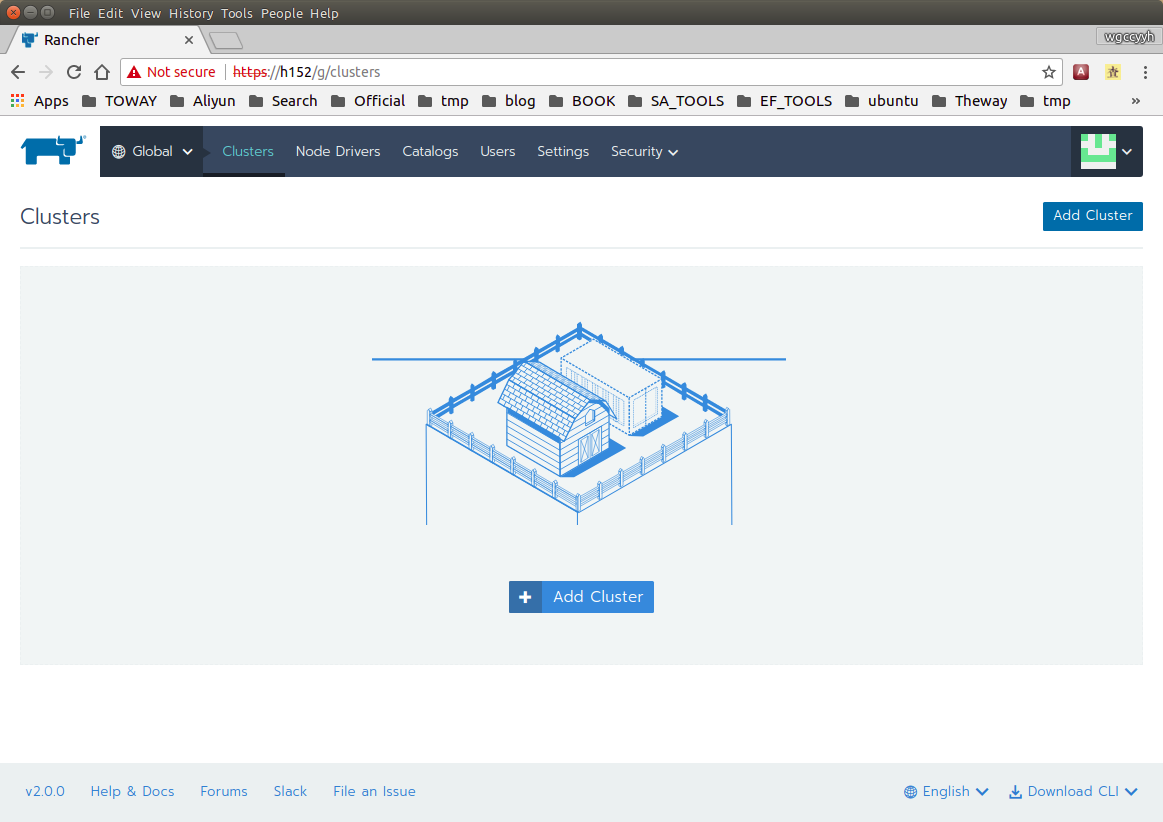 File Edit View History Tools People Help
Rancher
wgccyyh
Not secure https://h152/g/clusters
Apps TOWAY Aliyun Search Official tmp blog BOOK SA_TOOLS EF_TOOLS ubuntu Theway tmp »
Global Clusters Node Drivers Catalogs Users Settings Security
Clusters Add Cluster
Add Cluster
v2.0.0 Help & Docs Forums Slack File an Issue English Download CLI